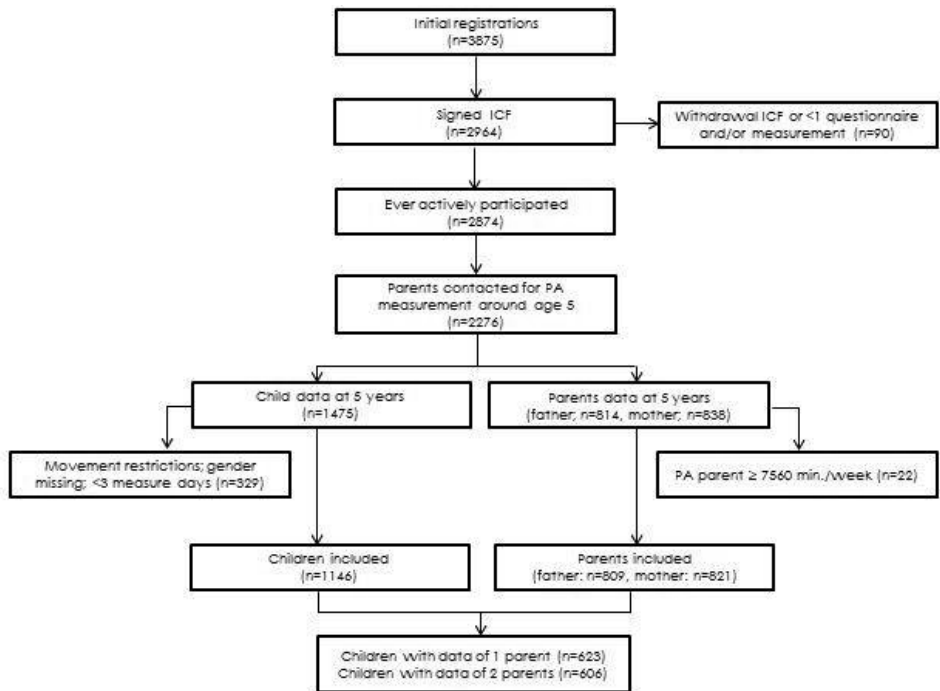 Initial registrations
(n=3875)
Signed ICF
(n=2964)
Withdrawal ICF or <1 questionnaire
and/or measurement (n=90)
Ever actively participated
(n=2874)
Parents contacted for PA
measurement around age 5
(n=2276)
Child data at 5 years
(n=1475)
Parents data at 5 years
(father; n=814, mother; n=838)
Movement restrictions; gender
missing; <3 measure days (n=329)
PA parent ≥ 7560 min./week (n=22)
Children included
(n=1146)
Parents included
(father: n=809, mother: n=821)
Children with data of 1 parent (n=623)
Children with data of 2 parents (n=606)